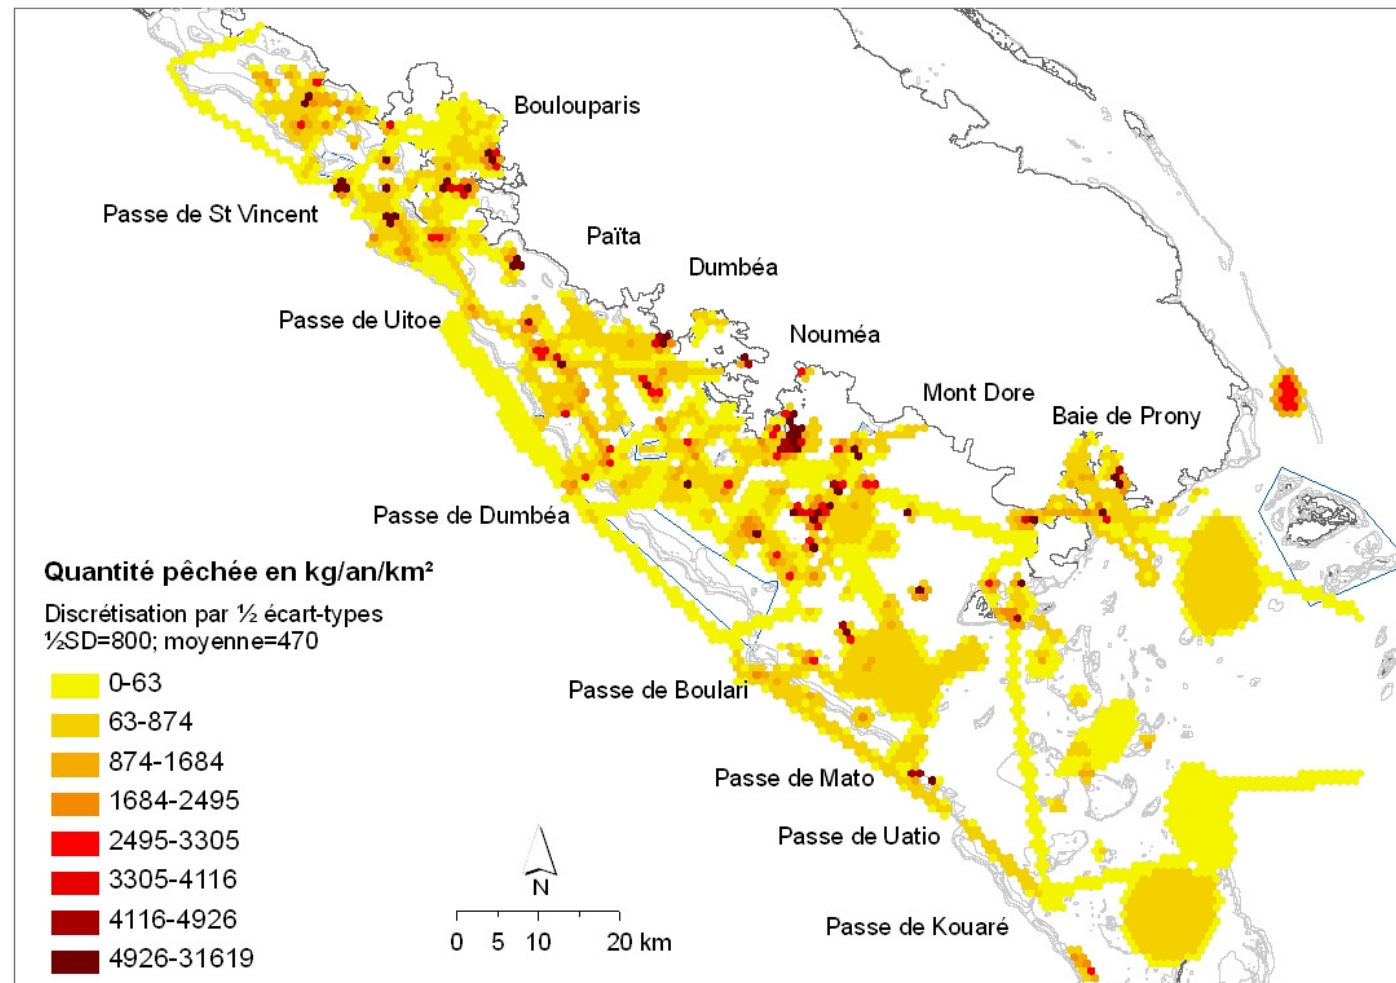 Boulouparis
Passe de St Vincent
Païta
Dumbéa
Passe de Uitoe
Nouméa
Mont Dore
Baie de Prony
Passe de Dumbéa
Quantité pêchée en kg/an/km²
Discrétisation par ½ écart-types
½SD=800; moyenne=470
0-63
63-874
874-1684
1684-2495
2495-3305
3305-4116
4116-4926
4926-31619
Passe de Boulari
Passe de Mato
Passe de Uatio
Passe de Kouaré
N
0 5 10 20 km